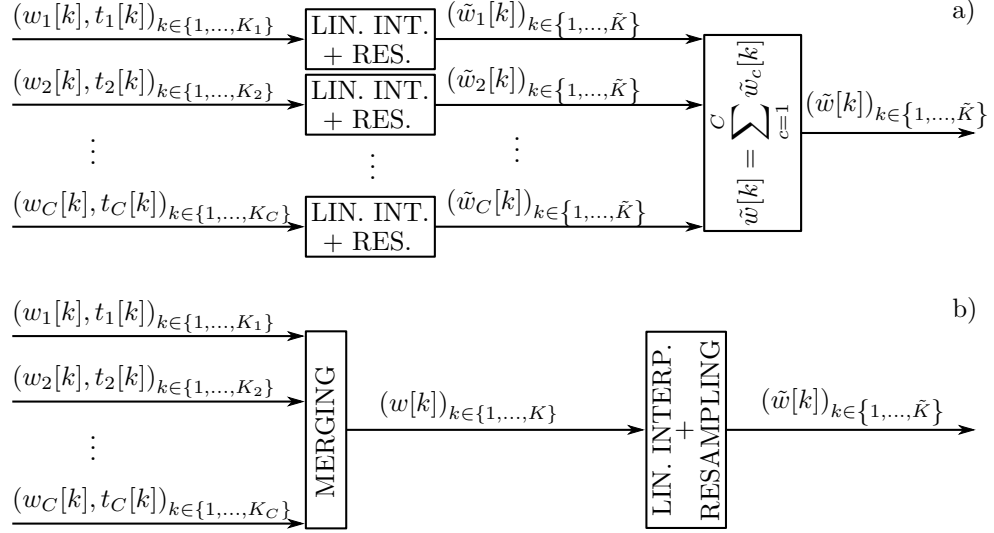 a)
(w_1[k], t_1[k])_{k∈{1,...,K_1}}
LIN. INT.
+ RES.
(w̃_1[k])_{k∈{1,...,K̃}}
(w_2[k], t_2[k])_{k∈{1,...,K_2}}
LIN. INT.
+ RES.
(w̃_2[k])_{k∈{1,...,K̃}}
⋮
⋮
⋮
(w_C[k], t_C[k])_{k∈{1,...,K_C}}
LIN. INT.
+ RES.
(w̃_C[k])_{k∈{1,...,K̃}}
w̃[k] = ∑_{c=1}^{C} w̃_c[k]
(w̃[k])_{k∈{1,...,K̃}}
b)
(w_1[k], t_1[k])_{k∈{1,...,K_1}}
(w_2[k], t_2[k])_{k∈{1,...,K_2}}
⋮
(w_C[k], t_C[k])_{k∈{1,...,K_C}}
MERGING
(w[k])_{k∈{1,...,K}}
LIN. INTERP.
+
RESAMPLING
(w̃[k])_{k∈{1,...,K̃}}